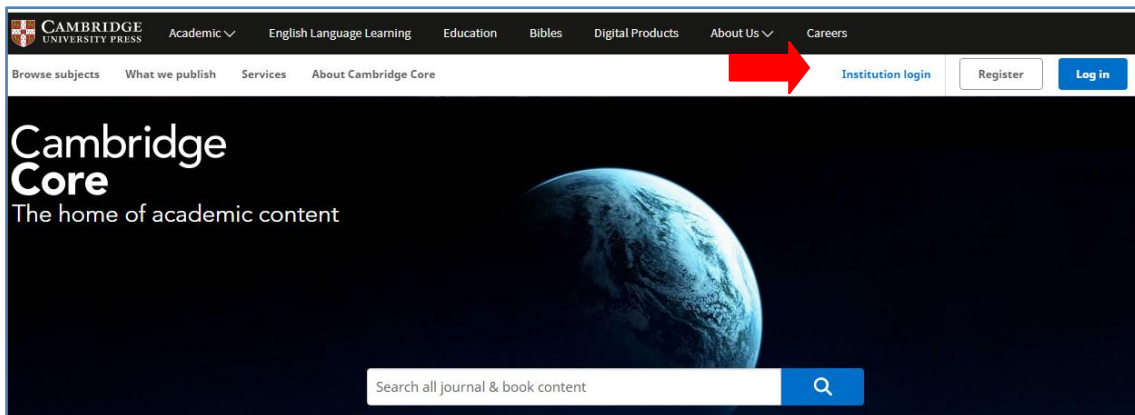 CAMBRIDGE
UNIVERSITY PRESS
Academic English Language Learning Education Bibles Digital Products About Us Careers
Browse subjects What we publish Services About Cambridge Core Institution login Register Log in
Cambridge
Core
The home of academic content
Search all journal & book content